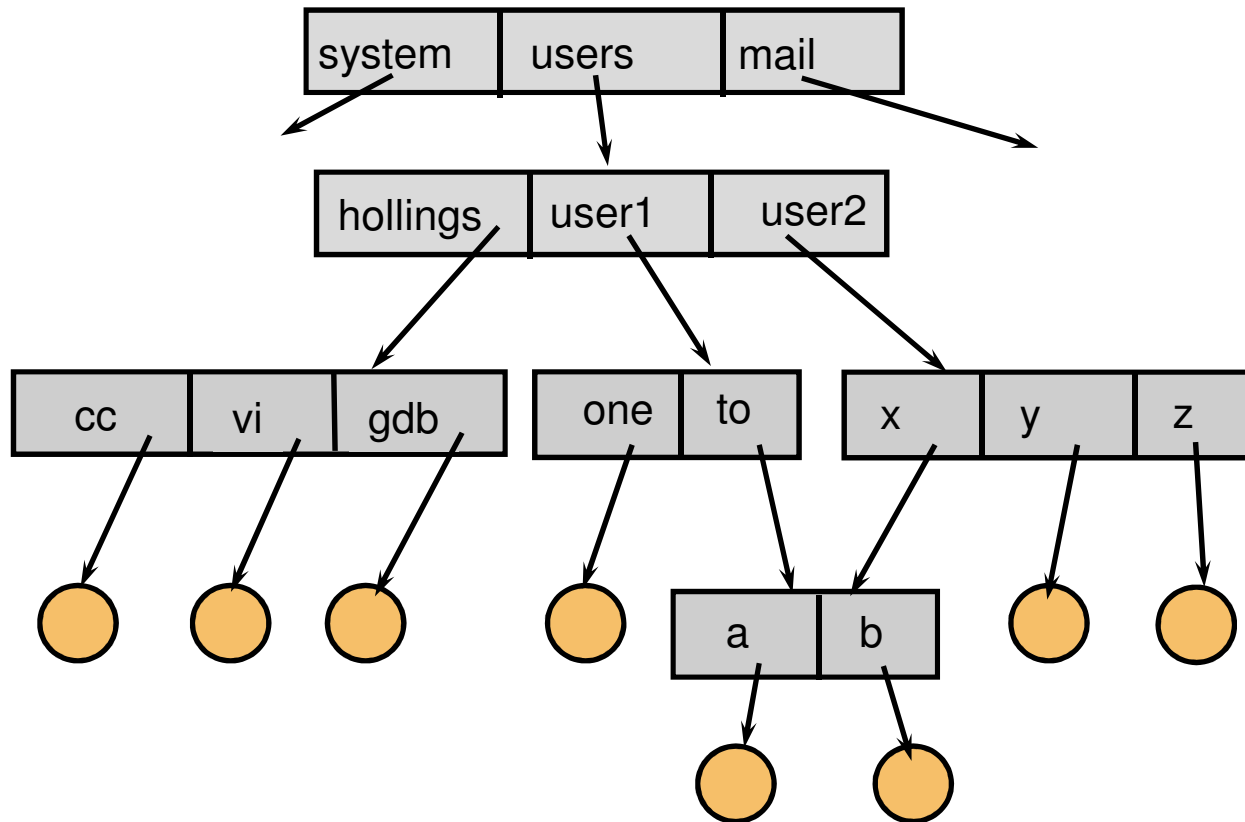 system users mail
hollings user1 user2
cc vi gdb one to x y z
a b